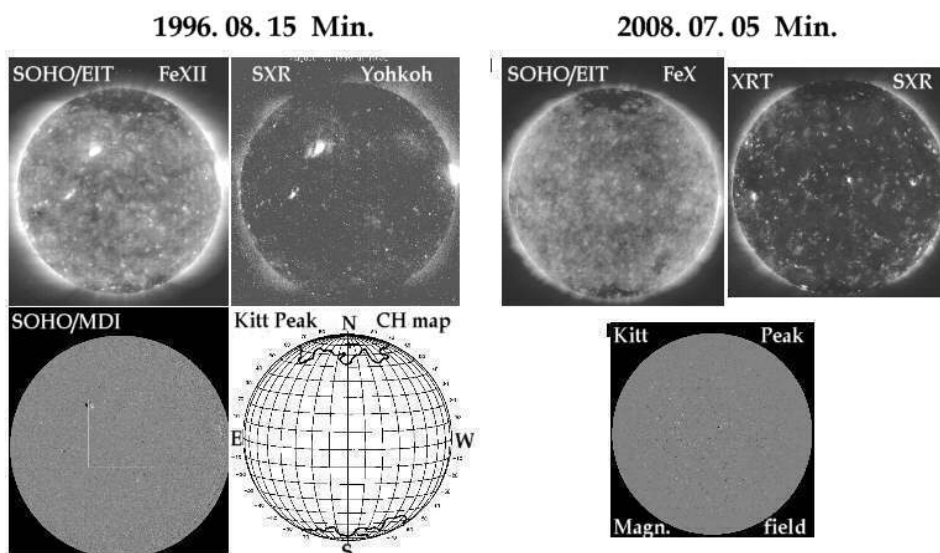 1996. 08. 15 Min.
2008. 07. 05 Min.
SOHO/EIT FeXII
SXR Yohkoh
SOHO/EIT FeX
XRT SXR
SOHO/MDI
Kitt Peak N CH map
E W
S
Kitt Peak
Magn. field